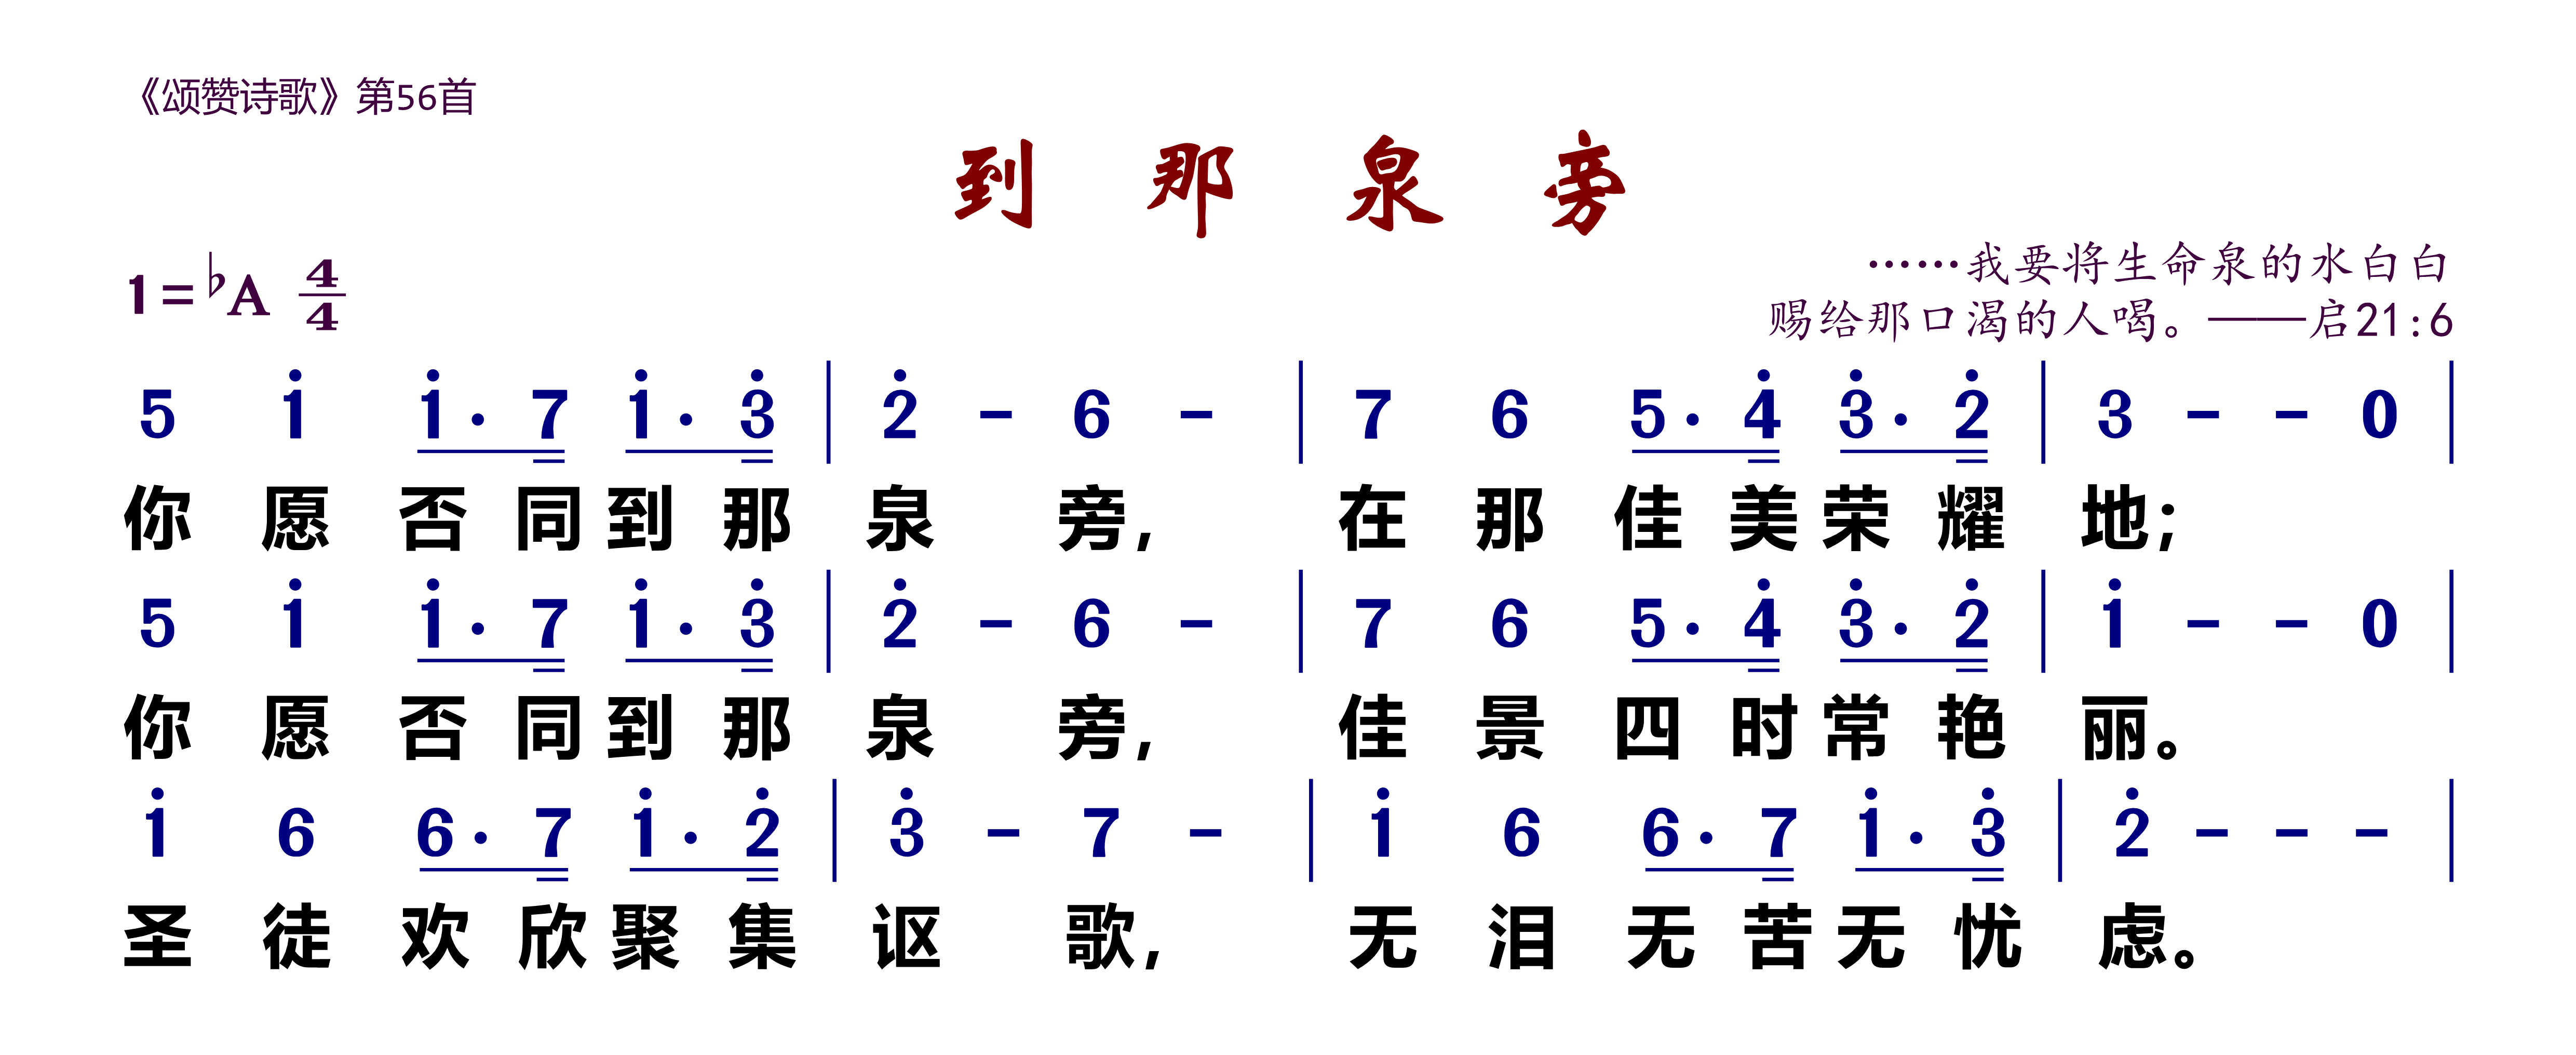 《颂赞诗歌》第56首
到那泉旁
1=♭A 4/4
……我要将生命泉的水白白
赐给那口渴的人喝。——启21:6
5 i̇ i̇· 7 i̇· 3̇ | 2̇ - 6 - | 7 6 5· 4̇ 3̇· 2̇ | 3 - - 0 |
你愿否同到那泉旁，在那佳美荣耀地；
5 i̇ i̇· 7 i̇· 3̇ | 2̇ - 6 - | 7 6 5· 4̇ 3̇· 2̇ | i̇ - - 0 |
你愿否同到那泉旁，佳景四时常艳丽。
i̇ 6 6· 7 i̇· 2̇ | 3̇ - 7 - | i̇ 6 6· 7 i̇· 3̇ | 2̇ - - - |
圣徒欢欣聚集讴歌，无泪无苦无忧虑。